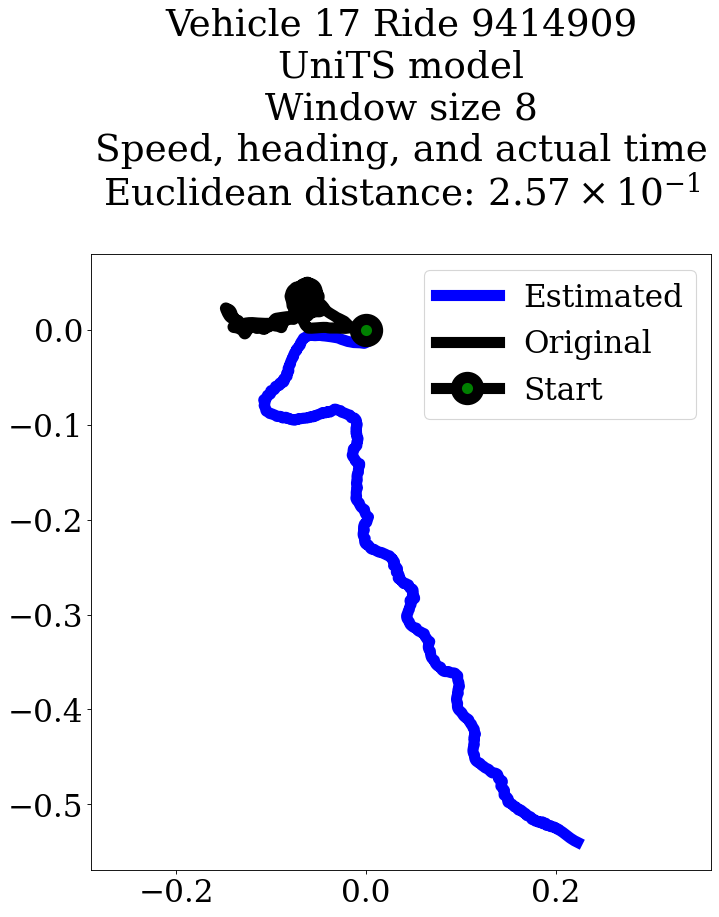 Vehicle 17 Ride 9414909
UniTS model
Window size 8
Speed, heading, and actual time
Euclidean distance: 2.57 × 10⁻¹
Estimated
Original
Start
0.0
−0.1
−0.2
−0.3
−0.4
−0.5
−0.2 0.0 0.2